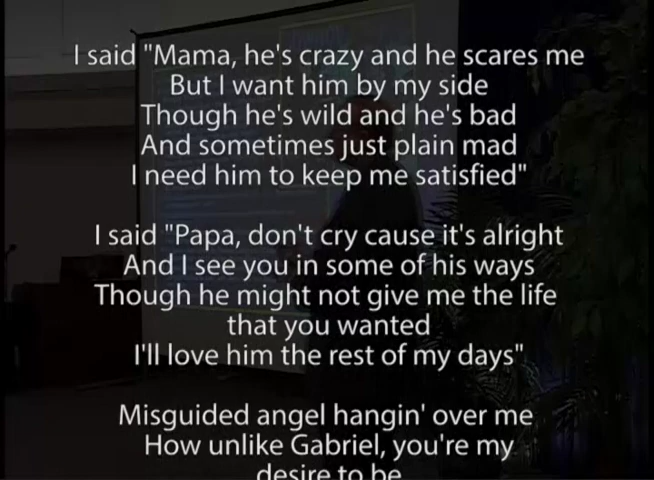 I said "Mama, he's crazy and he scares me
But I want him by my side
Though he's wild and he's bad
And sometimes just plain mad
I need him to keep me satisfied"
I said "Papa, don't cry cause it's alright
And I see you in some of his ways
Though he might not give me the life
that you wanted
I'll love him the rest of my days"
Misguided angel hangin' over me
How unlike Gabriel, you're my
desire to be